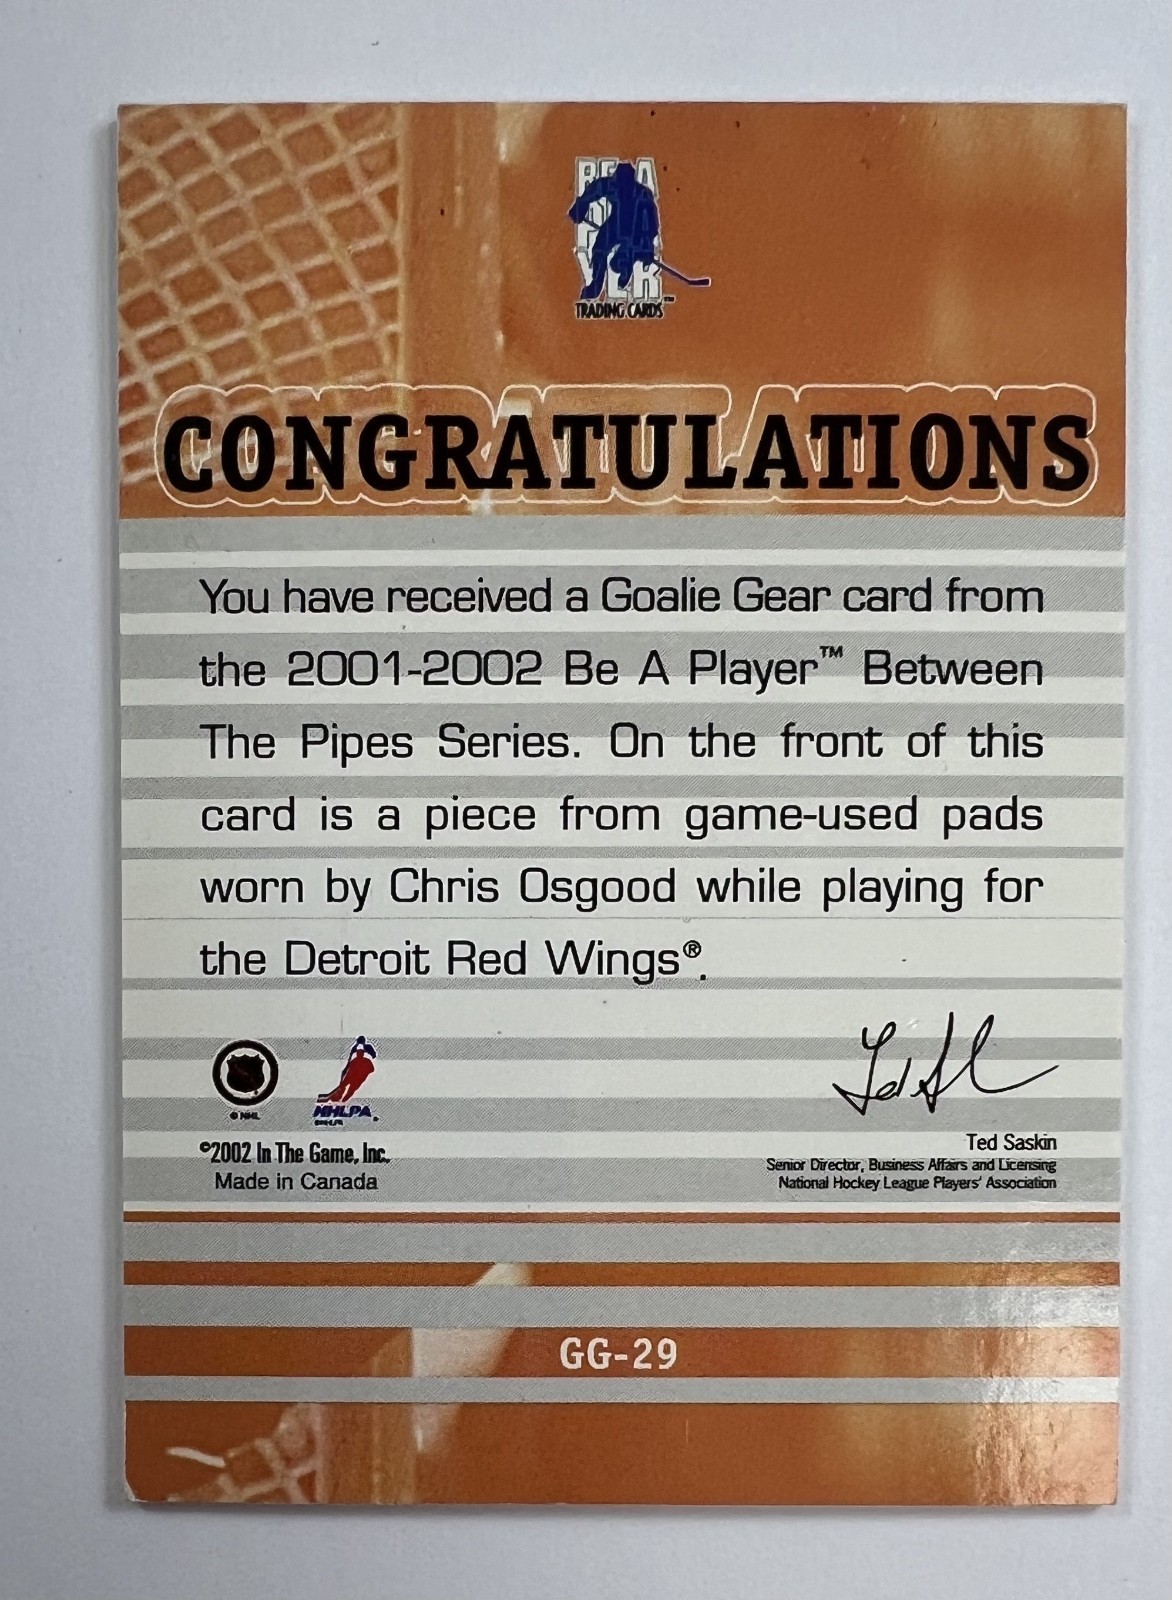 BE A PLAYER
TRADING CARDS™
CONGRATULATIONS
You have received a Goalie Gear card from
the 2001-2002 Be A Player™ Between
The Pipes Series. On the front of this
card is a piece from game-used pads
worn by Chris Osgood while playing for
the Detroit Red Wings®.
© NHL
NHLPA
©2002 In The Game, Inc.
Made in Canada
Ted Saskin
Senior Director, Business Affairs and Licensing
National Hockey League Players' Association
GG-29